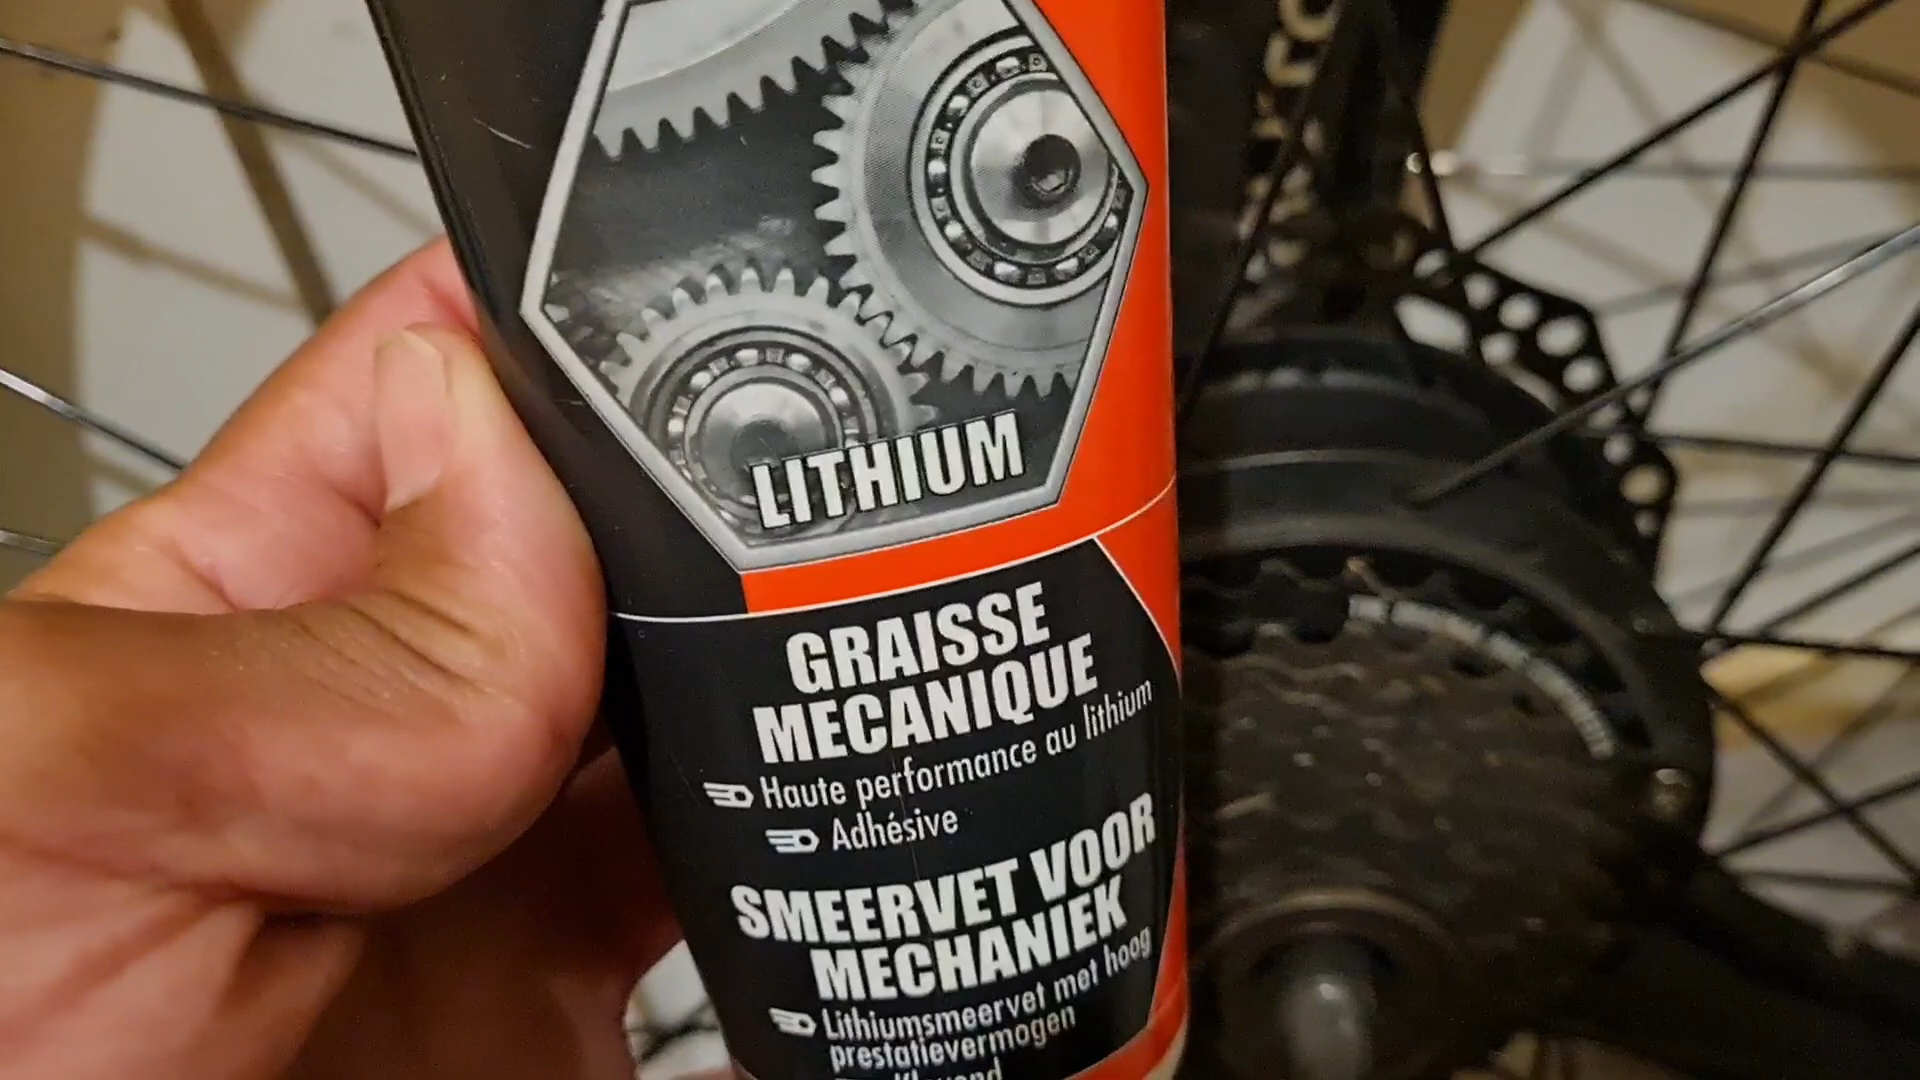 LITHIUM
GRAISSE
MECANIQUE
Haute performance au lithium
Adhésive
SMEERVET VOOR
MECHANIEK
Lithiumsmeervet met hoog
prestatievermogen